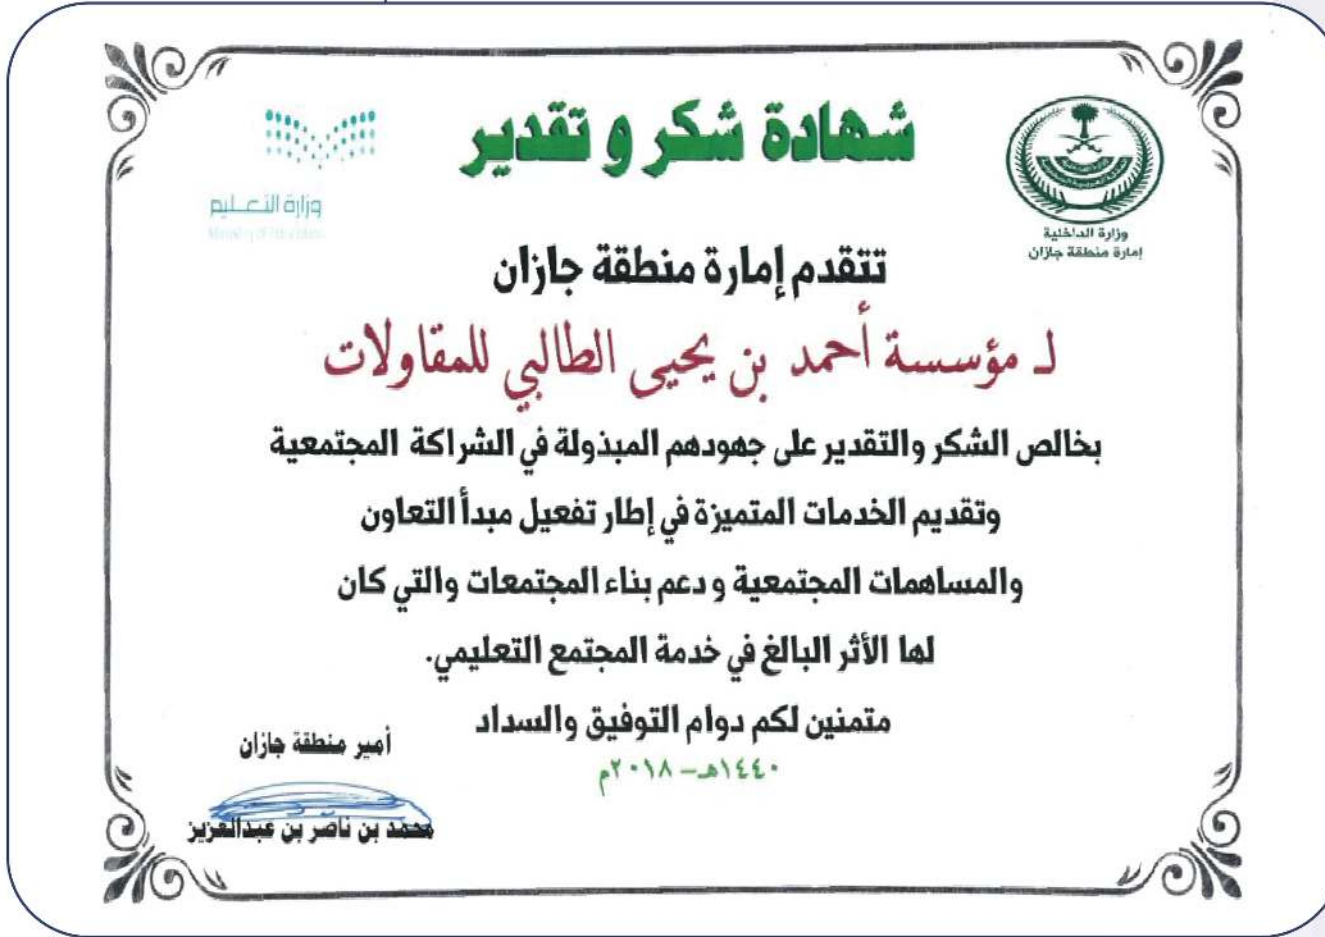 شهادة شكر و تقدير
وزارة التعليم
Ministry of Education
وزارة الداخلية
إمارة منطقة جازان
تتقدم إمارة منطقة جازان
لـ مؤسسة أحمد بن يحيى الطالبي للمقاولات
بخالص الشكر والتقدير على جهودهم المبذولة في الشراكة المجتمعية
وتقديم الخدمات المتميزة في إطار تفعيل مبدأ التعاون
والمساهمات المجتمعية و دعم بناء المجتمعات والتي كان
لها الأثر البالغ في خدمة المجتمع التعليمي.
متمنين لكم دوام التوفيق والسداد
١٤٤٠هـ – ٢٠١٨م
أمير منطقة جازان
محمد بن ناصر بن عبدالعزيز